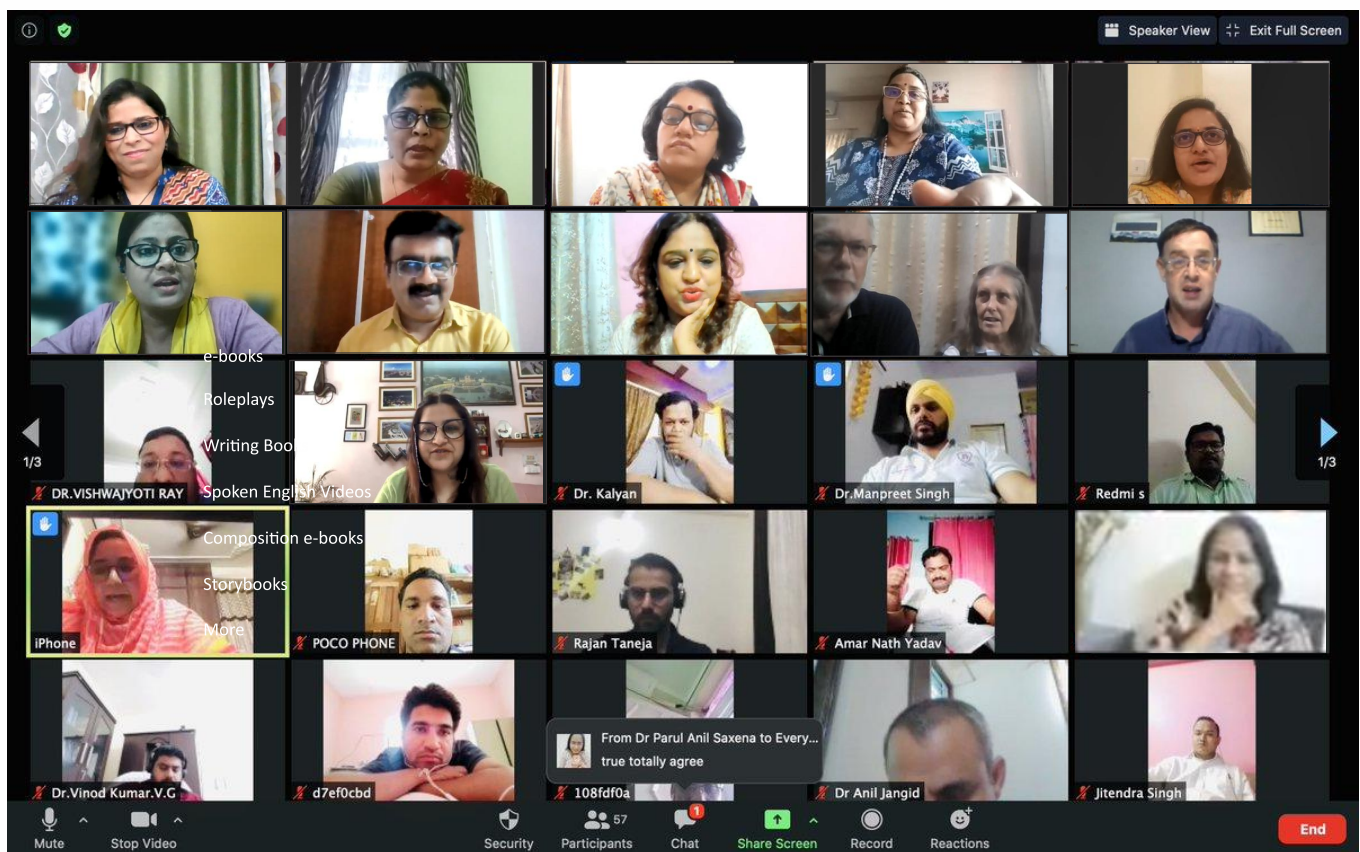 Speaker View
Exit Full Screen
e-books
Roleplays
Writing Book
Spoken English Videos
Composition e-books
Storybooks
More
1/3
1/3
DR.VISHWAJYOTI RAY
Dr. Kalyan
Dr.Manpreet Singh
Redmi s
iPhone
POCO PHONE
Rajan Taneja
Amar Nath Yadav
Dr.Vinod Kumar.V.G
d7ef0cbd
108fdf0a
Dr Anil Jangid
Jitendra Singh
From Dr Parul Anil Saxena to Every...
true totally agree
Mute
Stop Video
Security
Participants
57
Chat
1
Share Screen
Record
Reactions
End